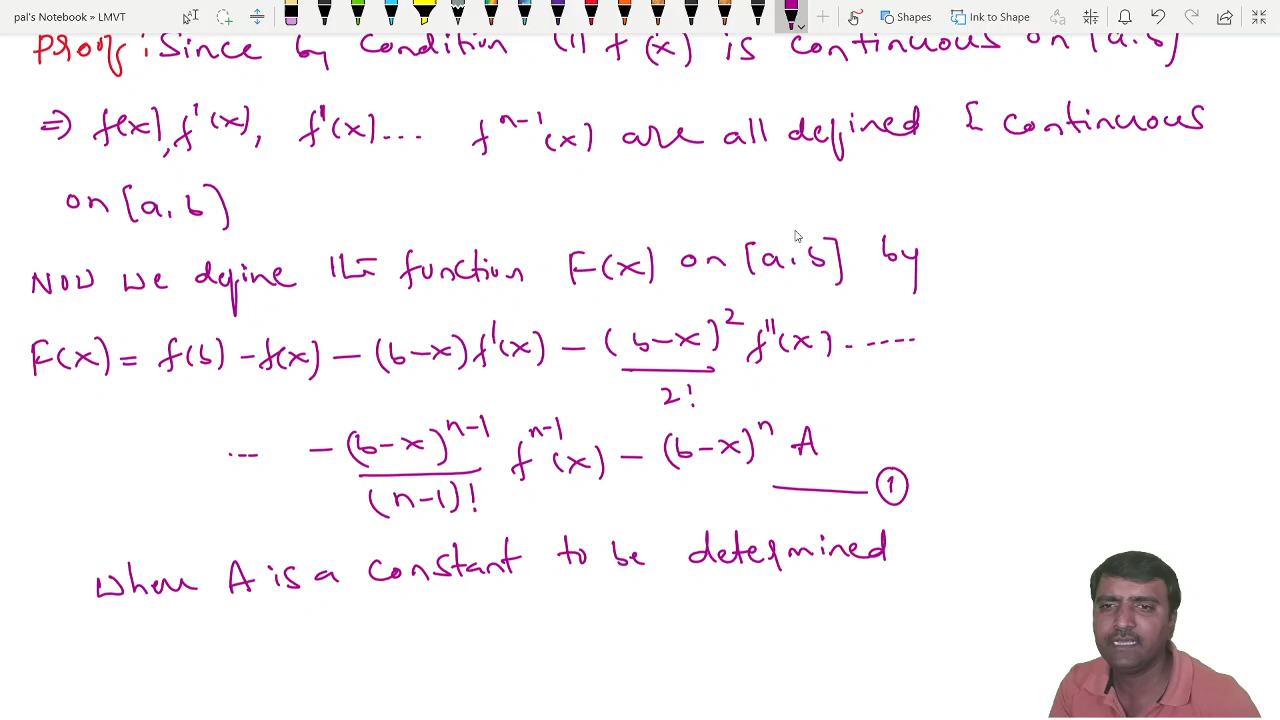 pal's Notebook » LMVT
Shapes Ink to Shape
Proof : Since by condition (1) f(x) is continuous on [a, b]
⇒ f(x), f'(x), f''(x) ... fⁿ⁻¹(x) are all defined & continuous
on [a, b]
Now we define the function F(x) on [a, b] by
F(x) = f(b) - f(x) - (b-x) f'(x) - (b-x)²/2! f''(x) - ....
... - (b-x)ⁿ⁻¹/(n-1)! fⁿ⁻¹(x) - (b-x)ⁿ A
—— ①
where A is a constant to be determined